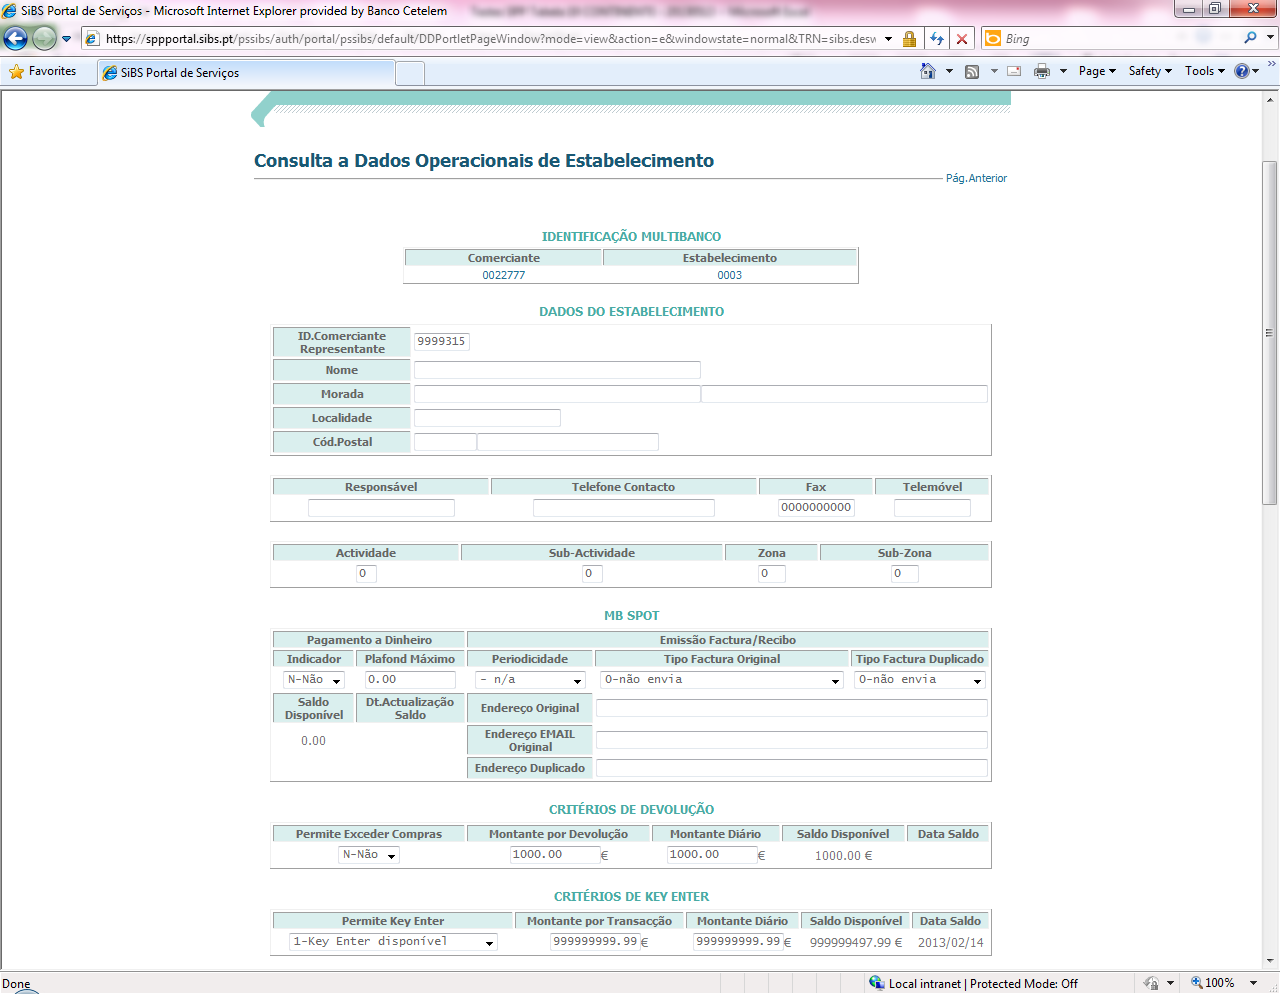 SiBS Portal de Serviços - Microsoft Internet Explorer provided by Banco Cetelem
https://sppportal.sibs.pt/pssibs/auth/portal/pssibs/default/DDPortletPageWindow?mode=view&action=e&windowstate=normal&TRN=sibs.desw
Bing
Favorites
SiBS Portal de Serviços
Page Safety Tools
Consulta a Dados Operacionais de Estabelecimento
Pág.Anterior
IDENTIFICAÇÃO MULTIBANCO
Comerciante Estabelecimento
0022777 0003
DADOS DO ESTABELECIMENTO
ID.Comerciante
Representante
9999315
Nome
Morada
Localidade
Cód.Postal
Responsável Telefone Contacto Fax Telemóvel
0000000000
Actividade Sub-Actividade Zona Sub-Zona
0 0 0 0
MB SPOT
Pagamento a Dinheiro Emissão Factura/Recibo
Indicador Plafond Máximo Periodicidade Tipo Factura Original Tipo Factura Duplicado
N-Não 0.00 - n/a 0-não envia 0-não envia
Saldo
Disponível
Dt.Actualização
Saldo
Endereço Original
0.00
Endereço EMAIL
Original
Endereço Duplicado
CRITÉRIOS DE DEVOLUÇÃO
Permite Exceder Compras Montante por Devolução Montante Diário Saldo Disponível Data Saldo
N-Não 1000.00 € 1000.00 € 1000.00 €
CRITÉRIOS DE KEY ENTER
Permite Key Enter Montante por Transacção Montante Diário Saldo Disponível Data Saldo
1-Key Enter disponível 999999999.99 € 999999999.99 € 999999497.99 € 2013/02/14
Done
Local intranet | Protected Mode: Off
100%